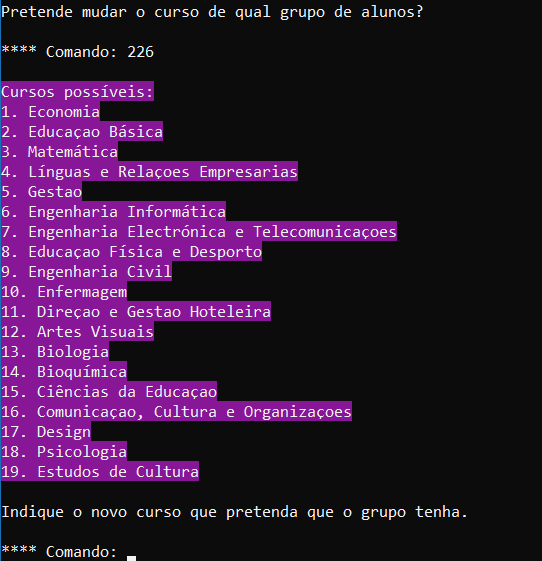 Pretende mudar o curso de qual grupo de alunos?
**** Comando: 226
Cursos possíveis:
1. Economia
2. Educaçao Básica
3. Matemática
4. Línguas e Relaçoes Empresarias
5. Gestao
6. Engenharia Informática
7. Engenharia Electrónica e Telecomunicaçoes
8. Educaçao Física e Desporto
9. Engenharia Civil
10. Enfermagem
11. Direçao e Gestao Hoteleira
12. Artes Visuais
13. Biologia
14. Bioquímica
15. Ciências da Educaçao
16. Comunicaçao, Cultura e Organizaçoes
17. Design
18. Psicologia
19. Estudos de Cultura
Indique o novo curso que pretenda que o grupo tenha.
**** Comando: